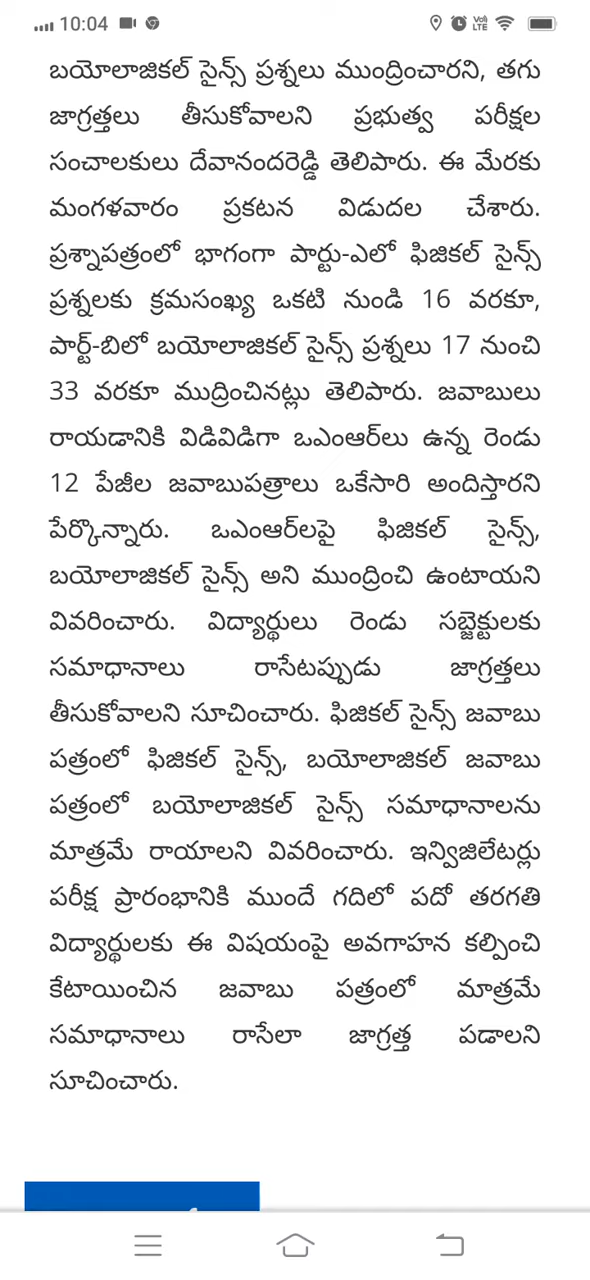 10:04
Vo)) LTE
బయోలాజికల్ సైన్స్ ప్రశ్నలు ముంద్రించారని, తగు
జాగ్రత్తలు తీసుకోవాలని ప్రభుత్వ పరీక్షల
సంచాలకులు దేవానందరెడ్డి తెలిపారు. ఈ మేరకు
మంగళవారం ప్రకటన విడుదల చేశారు.
ప్రశ్నాపత్రంలో భాగంగా పార్టు-ఎలో ఫిజికల్ సైన్స్
ప్రశ్నలకు క్రమసంఖ్య ఒకటి నుండి 16 వరకూ,
పార్ట్-బిలో బయోలాజికల్ సైన్స్ ప్రశ్నలు 17 నుంచి
33 వరకూ ముద్రించినట్లు తెలిపారు. జవాబులు
రాయడానికి విడివిడిగా ఒఎంఆర్‌లు ఉన్న రెండు
12 పేజీల జవాబుపత్రాలు ఒకేసారి అందిస్తారని
పేర్కొన్నారు. ఒఎంఆర్‌లపై ఫిజికల్ సైన్స్,
బయోలాజికల్ సైన్స్ అని ముంద్రించి ఉంటాయని
వివరించారు. విద్యార్థులు రెండు సబ్జెక్టులకు
సమాధానాలు రాసేటప్పుడు జాగ్రత్తలు
తీసుకోవాలని సూచించారు. ఫిజికల్ సైన్స్ జవాబు
పత్రంలో ఫిజికల్ సైన్స్, బయోలాజికల్ జవాబు
పత్రంలో బయోలాజికల్ సైన్స్ సమాధానాలను
మాత్రమే రాయాలని వివరించారు. ఇన్విజిలేటర్లు
పరీక్ష ప్రారంభానికి ముందే గదిలో పదో తరగతి
విద్యార్థులకు ఈ విషయంపై అవగాహన కల్పించి
కేటాయించిన జవాబు పత్రంలో మాత్రమే
సమాధానాలు రాసేలా జాగ్రత్త పడాలని
సూచించారు.